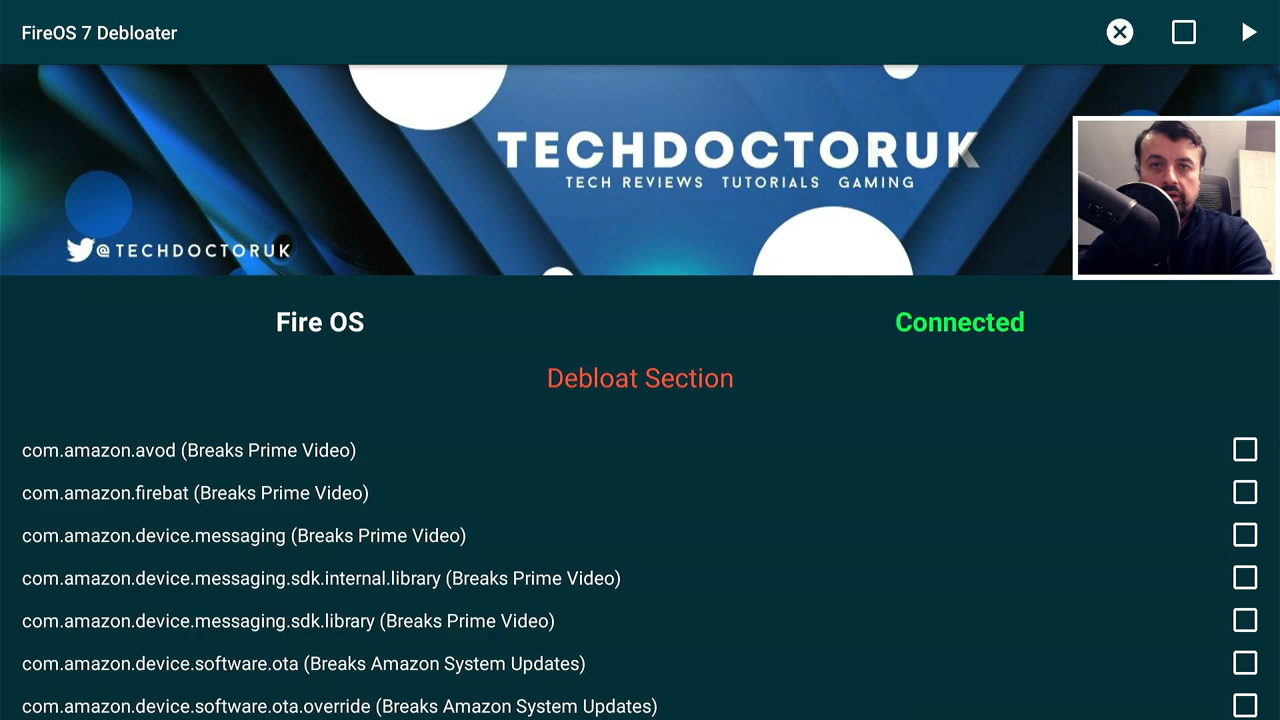 FireOS 7 Debloater
TECHDOCTORUK
TECH REVIEWS TUTORIALS GAMING
@TECHDOCTORUK
Fire OS
Connected
Debloat Section
com.amazon.avod (Breaks Prime Video)
com.amazon.firebat (Breaks Prime Video)
com.amazon.device.messaging (Breaks Prime Video)
com.amazon.device.messaging.sdk.internal.library (Breaks Prime Video)
com.amazon.device.messaging.sdk.library (Breaks Prime Video)
com.amazon.device.software.ota (Breaks Amazon System Updates)
com.amazon.device.software.ota.override (Breaks Amazon System Updates)